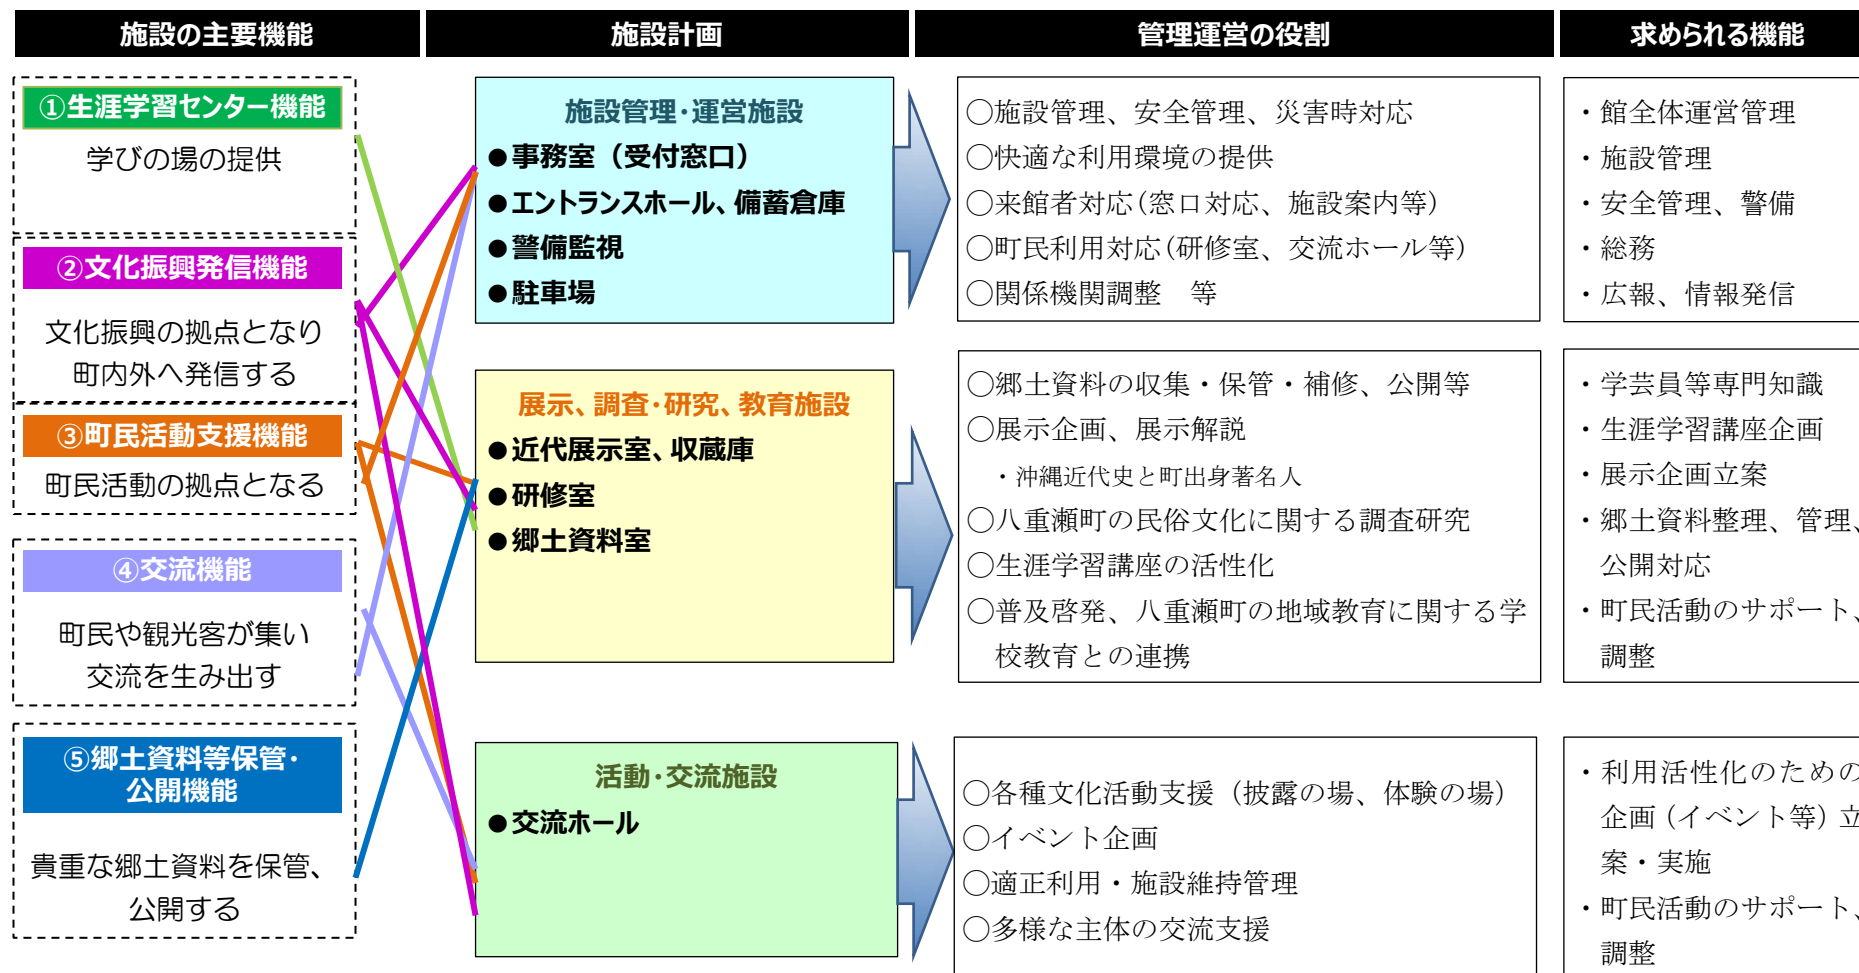 施設の主要機能
施設計画
管理運営の役割
求められる機能
①生涯学習センター機能
学びの場の提供
②文化振興発信機能
文化振興の拠点となり
町内外へ発信する
③町民活動支援機能
町民活動の拠点となる
④交流機能
町民や観光客が集い
交流を生み出す
⑤郷土資料等保管・
公開機能
貴重な郷土資料を保管、
公開する
施設管理・運営施設
●事務室（受付窓口）
●エントランスホール、備蓄倉庫
●警備監視
●駐車場
展示、調査・研究、教育施設
●近代展示室、収蔵庫
●研修室
●郷土資料室
活動・交流施設
●交流ホール
○施設管理、安全管理、災害時対応
○快適な利用環境の提供
○来館者対応（窓口対応、施設案内等）
○町民利用対応（研修室、交流ホール等）
○関係機関調整　等
○郷土資料の収集・保管・補修、公開等
○展示企画、展示解説
・沖縄近代史と町出身著名人
○八重瀬町の民俗文化に関する調査研究
○生涯学習講座の活性化
○普及啓発、八重瀬町の地域教育に関する学
校教育との連携
○各種文化活動支援（披露の場、体験の場）
○イベント企画
○適正利用・施設維持管理
○多様な主体の交流支援
・館全体運営管理
・施設管理
・安全管理、警備
・総務
・広報、情報発信
・学芸員等専門知識
・生涯学習講座企画
・展示企画立案
・郷土資料整理、管理、
公開対応
・町民活動のサポート、
調整
・利用活性化のための
企画（イベント等）立
案・実施
・町民活動のサポート、
調整